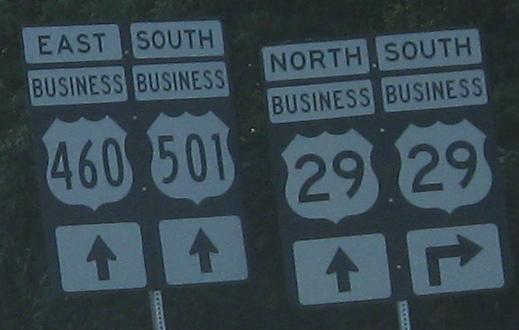 EAST SOUTH
BUSINESS BUSINESS
460 501
NORTH SOUTH
BUSINESS BUSINESS
29 29